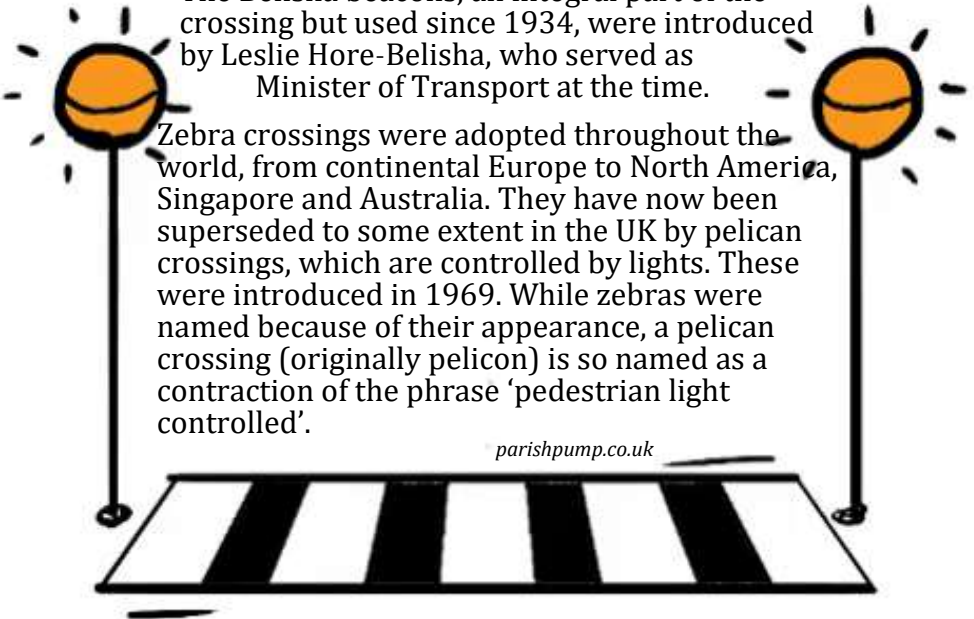 crossing but used since 1934, were introduced
by Leslie Hore-Belisha, who served as
Minister of Transport at the time.
Zebra crossings were adopted throughout the
world, from continental Europe to North America,
Singapore and Australia. They have now been
superseded to some extent in the UK by pelican
crossings, which are controlled by lights. These
were introduced in 1969. While zebras were
named because of their appearance, a pelican
crossing (originally pelicon) is so named as a
contraction of the phrase ‘pedestrian light
controlled’.
parishpump.co.uk